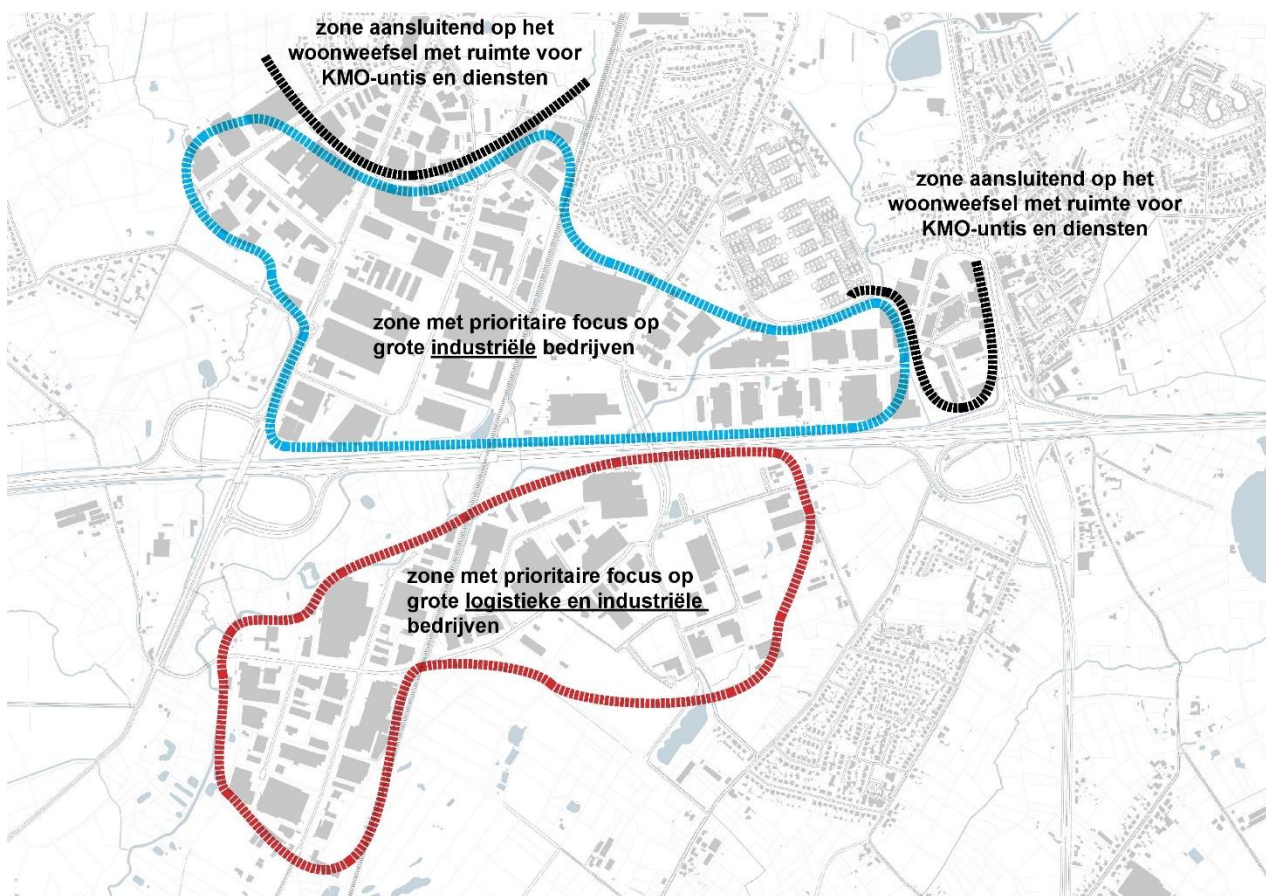 zone aansluitend op het
woonweefsel met ruimte voor
KMO-untis en diensten
zone aansluitend op het
woonweefsel met ruimte voor
KMO-untis en diensten
zone met prioritaire focus op
grote industriële bedrijven
zone met prioritaire focus op
grote logistieke en industriële
bedrijven